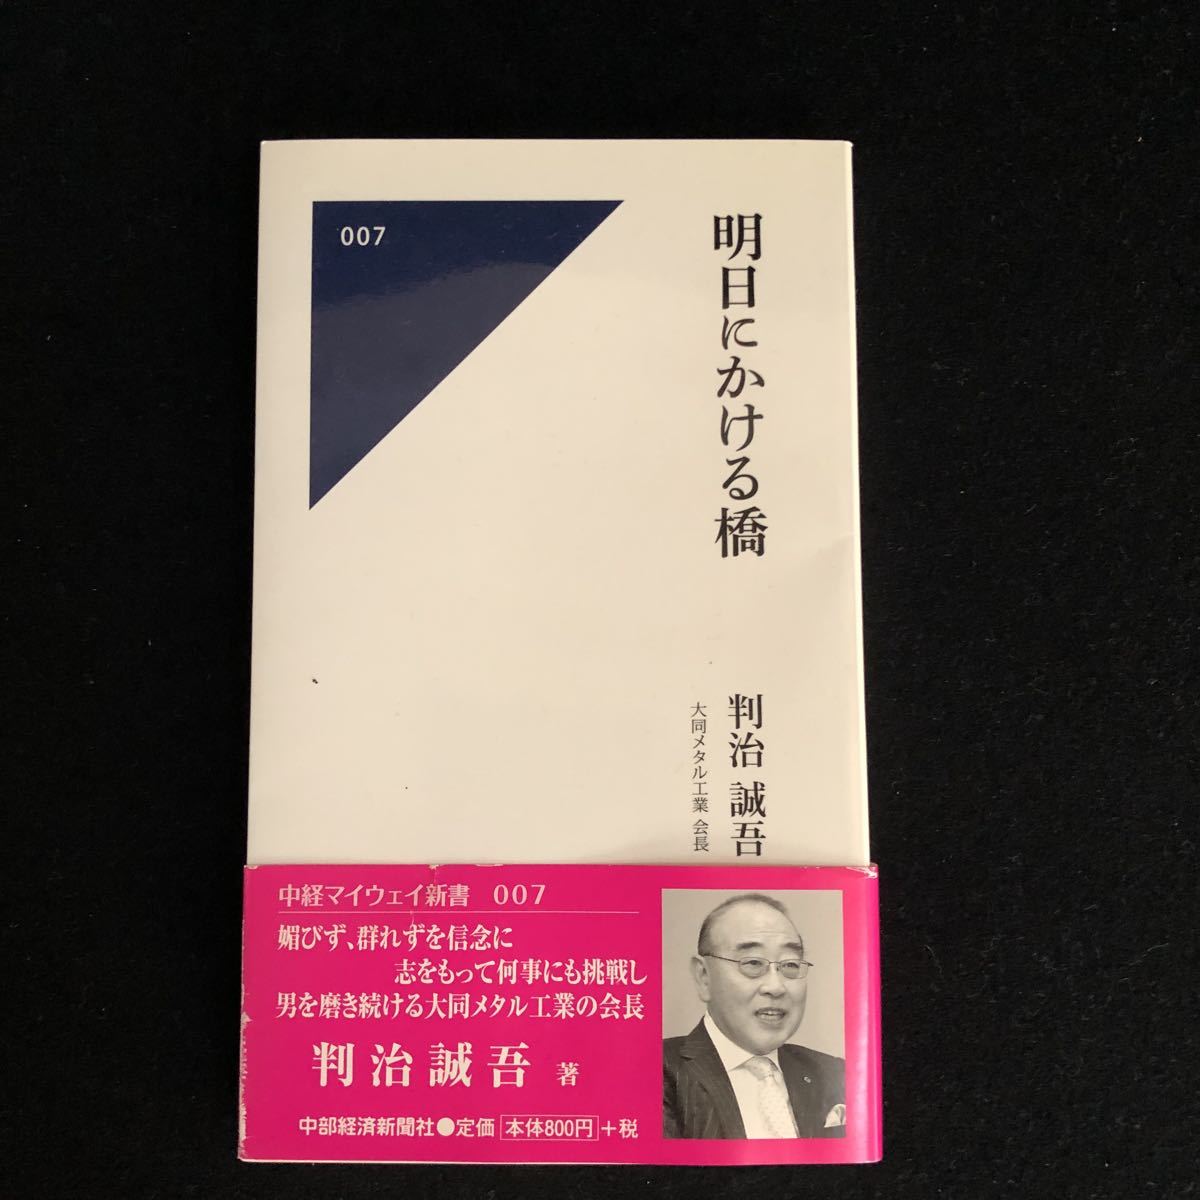 007
明日にかける橋
判治 誠吾
大同メタル工業 会長
中経マイウェイ新書 007
媚びず、群れずを信念に
志をもって何事にも挑戦し
男を磨き続ける大同メタル工業の会長
判治誠吾 著
中部経済新聞社●定価 本体800円+税